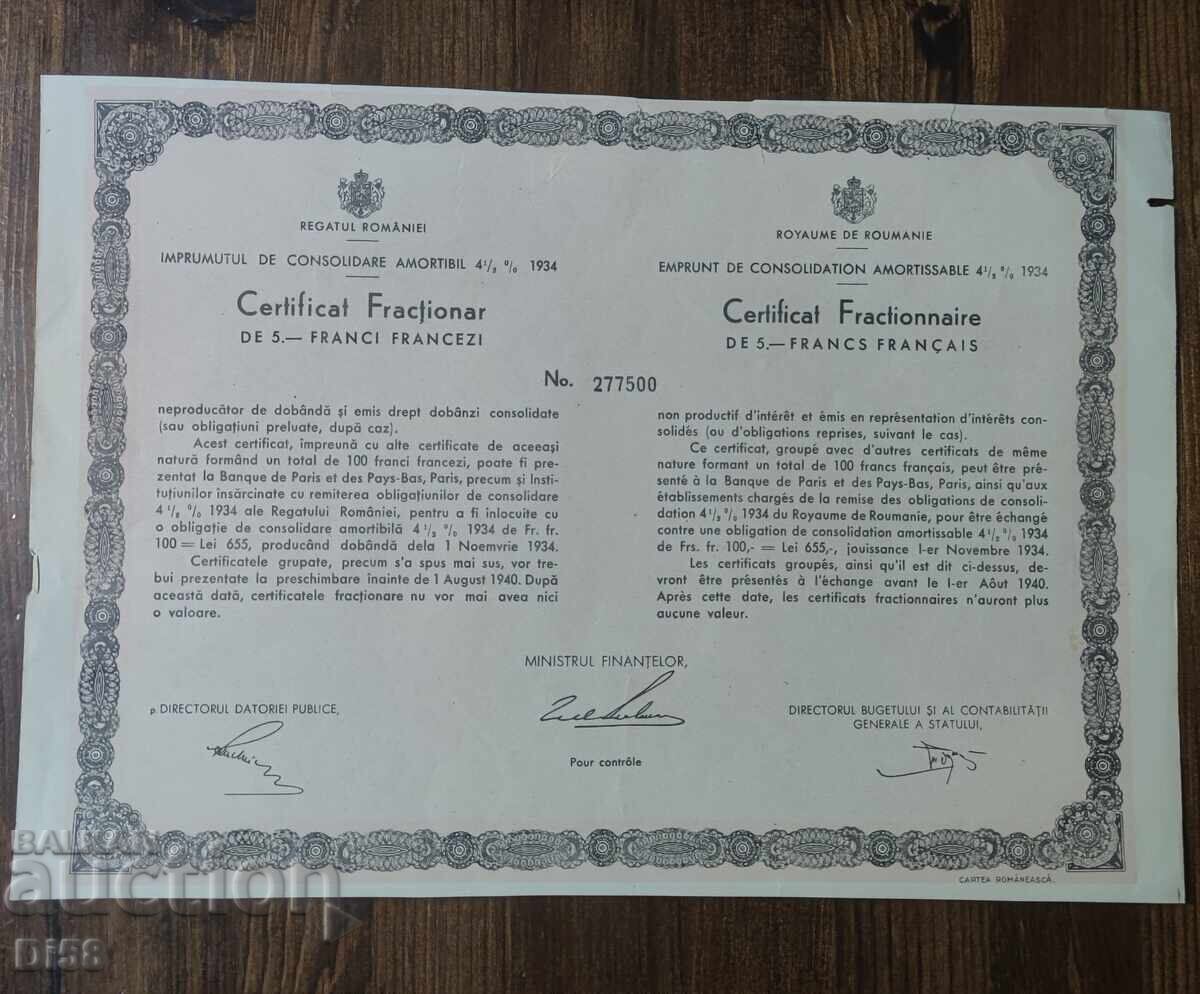 REGATUL ROMÂNIEI
IMPRUMUTUL DE CONSOLIDARE AMORTIBIL 4 1/2 % 1934
Certificat Fracționar
DE 5.— FRANCI FRANCEZI
ROYAUME DE ROUMANIE
EMPRUNT DE CONSOLIDATION AMORTISSABLE 4 1/2 % 1934
Certificat Fractionnaire
DE 5.— FRANCS FRANÇAIS
No. 277500
neproducător de dobândă și emis drept dobânzi consolidate
(sau obligațiuni preluate, după caz).
Acest certificat, împreună cu alte certificate de aceeași
natură formând un total de 100 franci francezi, poate fi pre-
zentat la Banque de Paris et des Pays-Bas, Paris, precum și Insti-
tuțiunilor însărcinate cu remiterea obligațiunilor de consolidare
4 1/2 % 1934 ale Regatului României, pentru a fi inlocuite cu
o obligație de consolidare amortibilă 4 1/2 % 1934 de Fr. fr.
100 = Lei 655, producând dobândă dela 1 Noemvrie 1934.
Certificatele grupate, precum s'a spus mai sus, vor tre-
bui prezentate la preschimbare inainte de 1 August 1940. După
această dată, certificatele fracționare nu vor mai avea nici
o valoare.
non productif d'intérêt et émis en représentation d'intérêts con-
solidés (ou d'obligations reprises, suivant le cas).
Ce certificat, groupé avec d'autres certificats de même
nature formant un total de 100 francs français, peut être pré-
senté à la Banque de Paris et des Pays-Bas, Paris, ainsi qu'aux
établissements chargés de la remise des obligations de consoli-
dation 4 1/2 % 1934 du Royaume de Roumanie, pour être échangé
contre une obligation de consolidation amortissable 4 1/2 % 1934
de Frs. fr. 100,- = Lei 655,-, jouissance I-er Novembre 1934.
Les certificats groupés, ainsi qu'il est dit ci-dessus, de-
vront être présentés à l'échange avant le I-er Aôut 1940.
Après cette date, les certificats fractionnaires n'auront plus
aucune valeur.
MINISTRUL FINANȚELOR,
p. DIRECTORUL DATORIEI PUBLICE,
DIRECTORUL BUGETULUI ȘI AL CONTABILITĂȚII
GENERALE A STATULUI,
Pour contrôle
CARTEA ROMÂNEASCĂ.
BALKAN
auction
Di58